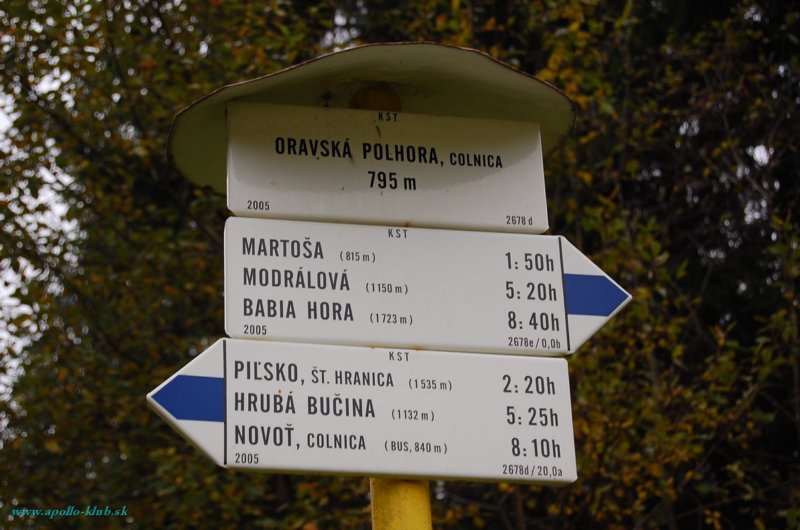 KST
ORAVSKÁ POLHORA, COLNICA
795 m
2005 2678 d
KST
MARTOŠA (815 m) 1:50h
MODRÁLOVÁ (1150 m) 5:20h
BABIA HORA (1723 m) 8:40h
2005 2678e/0,0b
KST
PIĽSKO, ŠT. HRANICA (1535 m) 2:20h
HRUBÁ BUČINA (1132 m) 5:25h
NOVOŤ, COLNICA (BUS, 840 m) 8:10h
2005 2678d/20,0a
www.apollo-klub.sk